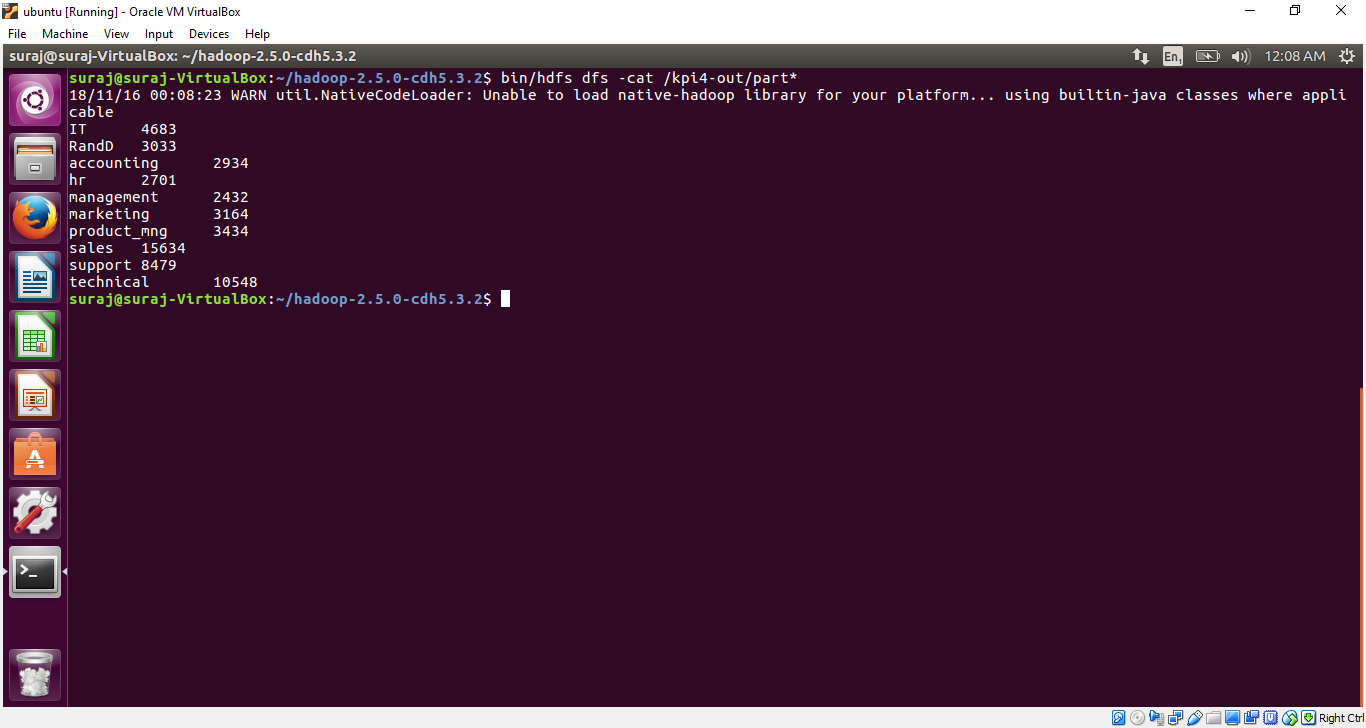 ubuntu [Running] - Oracle VM VirtualBox
File Machine View Input Devices Help
suraj@suraj-VirtualBox: ~/hadoop-2.5.0-cdh5.3.2 En1 12:08 AM
suraj@suraj-VirtualBox:~/hadoop-2.5.0-cdh5.3.2$ bin/hdfs dfs -cat /kpi4-out/part*
18/11/16 00:08:23 WARN util.NativeCodeLoader: Unable to load native-hadoop library for your platform... using builtin-java classes where appli
cable
IT 4683
RandD 3033
accounting 2934
hr 2701
management 2432
marketing 3164
product_mng 3434
sales 15634
support 8479
technical 10548
suraj@suraj-VirtualBox:~/hadoop-2.5.0-cdh5.3.2$
Right Ctrl